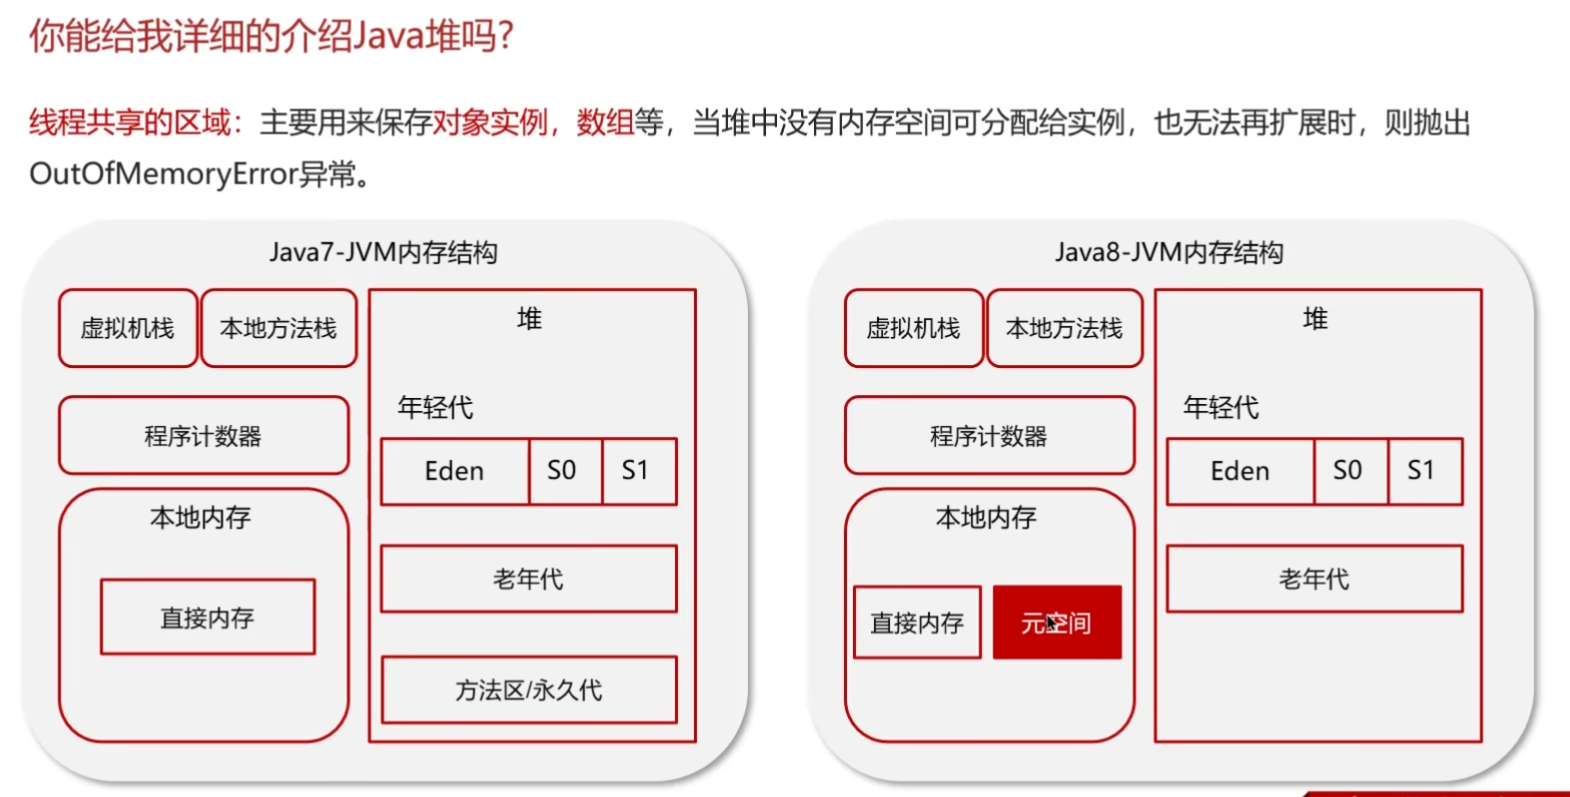 你能给我详细的介绍Java堆吗?
线程共享的区域：主要用来保存对象实例，数组等，当堆中没有内存空间可分配给实例，也无法再扩展时，则抛出
OutOfMemoryError异常。
Java7-JVM内存结构
虚拟机栈
本地方法栈
程序计数器
本地内存
直接内存
堆
年轻代
Eden
S0
S1
老年代
方法区/永久代
Java8-JVM内存结构
虚拟机栈
本地方法栈
程序计数器
本地内存
直接内存
元空间
堆
年轻代
Eden
S0
S1
老年代